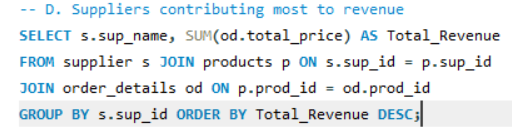 -- D. Suppliers contributing most to revenue
SELECT s.sup_name, SUM(od.total_price) AS Total_Revenue
FROM supplier s JOIN products p ON s.sup_id = p.sup_id
JOIN order_details od ON p.prod_id = od.prod_id
GROUP BY s.sup_id ORDER BY Total_Revenue DESC;